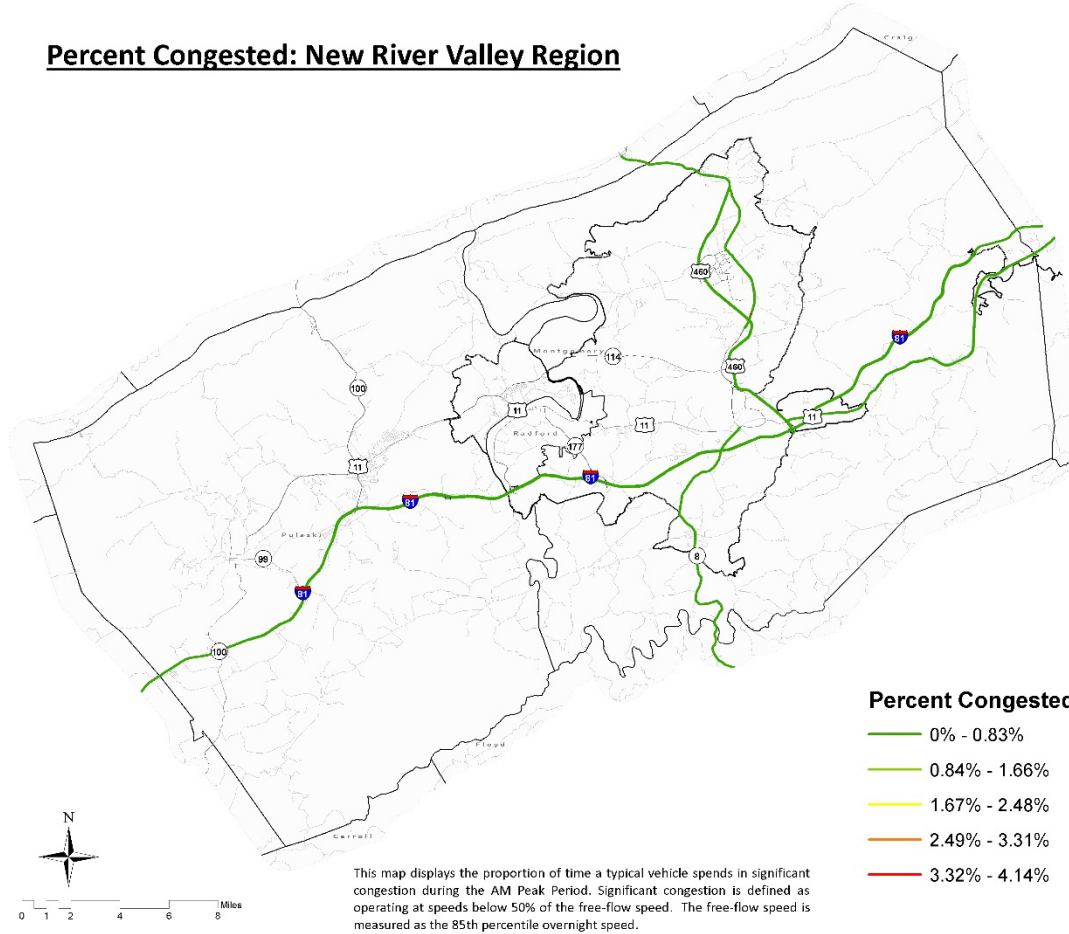 Percent Congested: New River Valley Region
Craig
460
81
Montgomery
114
460
100
11
11
11
Radford
177
11
81
81
Pulaski
99
8
81
100
Floyd
Carroll
Percent Congested
0% - 0.83%
0.84% - 1.66%
1.67% - 2.48%
2.49% - 3.31%
3.32% - 4.14%
N
Miles
0 1 2 4 6 8
This map displays the proportion of time a typical vehicle spends in significant
congestion during the AM Peak Period. Significant congestion is defined as
operating at speeds below 50% of the free-flow speed. The free-flow speed is
measured as the 85th percentile overnight speed.